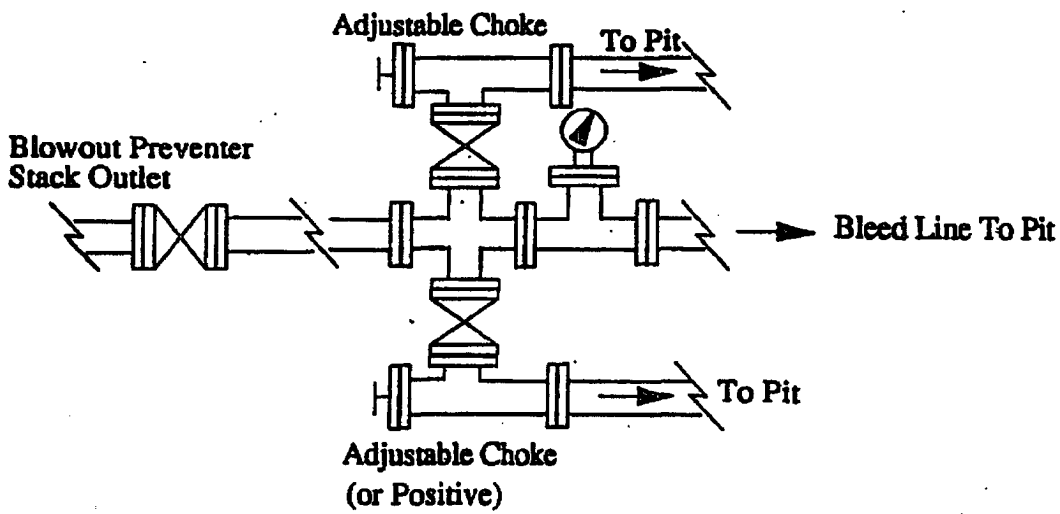 Adjustable Choke
To Pit
Blowout Preventer
Stack Outlet
Bleed Line To Pit
To Pit
Adjustable Choke
(or Positive)